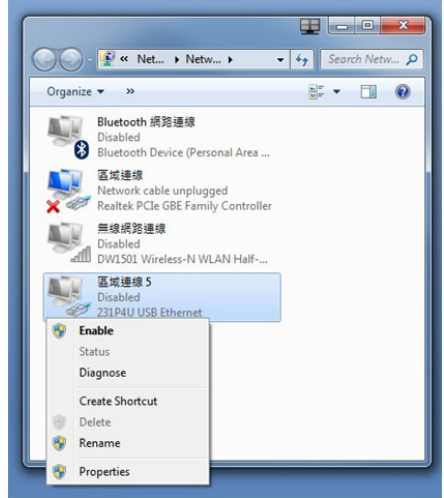 « Net... ▸ Netw... ▸
Search Netw...
Organize ▾ »
Bluetooth 網路連線
Disabled
Bluetooth Device (Personal Area ...
區域連線
Network cable unplugged
Realtek PCIe GBE Family Controller
無線網路連線
Disabled
DW1501 Wireless-N WLAN Half-...
區域連線 5
Disabled
231P4U USB Ethernet
Enable
Status
Diagnose
Create Shortcut
Delete
Rename
Properties